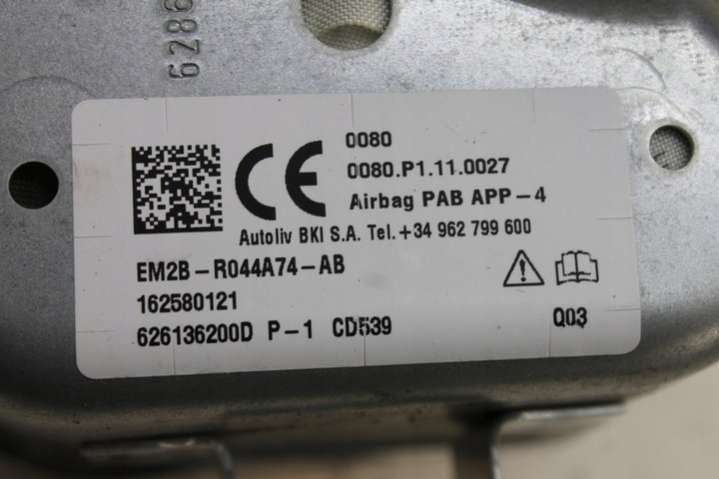 6286
CE
0080
0080.P1.11.0027
Airbag PAB APP-4
Autoliv BKI S.A. Tel.+34 962 799 600
EM2B-R044A74-AB
162580121
626136200D P-1 CD539 Q03